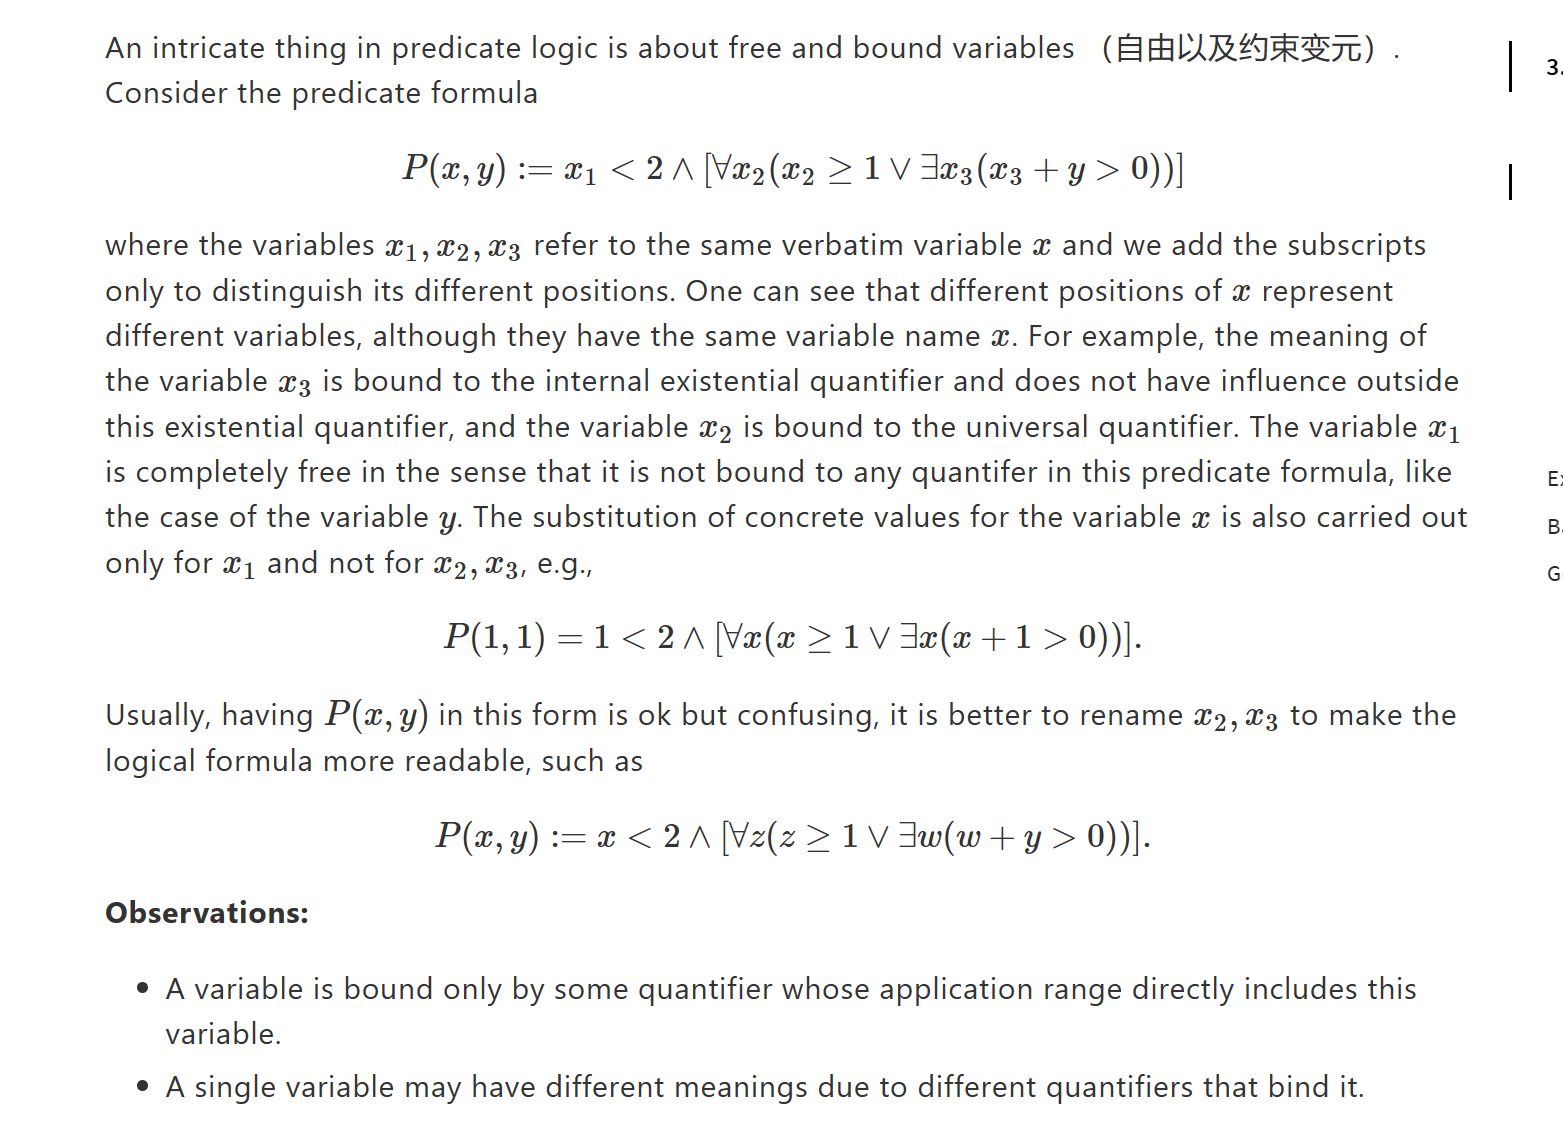 An intricate thing in predicate logic is about free and bound variables （自由以及约束变元）.
Consider the predicate formula
P(x, y) := x₁ < 2 ∧ [∀x₂(x₂ ≥ 1 ∨ ∃x₃(x₃ + y > 0))]
where the variables x₁, x₂, x₃ refer to the same verbatim variable x and we add the subscripts
only to distinguish its different positions. One can see that different positions of x represent
different variables, although they have the same variable name x. For example, the meaning of
the variable x₃ is bound to the internal existential quantifier and does not have influence outside
this existential quantifier, and the variable x₂ is bound to the universal quantifier. The variable x₁
is completely free in the sense that it is not bound to any quantifer in this predicate formula, like
the case of the variable y. The substitution of concrete values for the variable x is also carried out
only for x₁ and not for x₂, x₃, e.g.,
P(1, 1) = 1 < 2 ∧ [∀x(x ≥ 1 ∨ ∃x(x + 1 > 0))].
Usually, having P(x, y) in this form is ok but confusing, it is better to rename x₂, x₃ to make the
logical formula more readable, such as
P(x, y) := x < 2 ∧ [∀z(z ≥ 1 ∨ ∃w(w + y > 0))].
Observations:
• A variable is bound only by some quantifier whose application range directly includes this
variable.
• A single variable may have different meanings due to different quantifiers that bind it.
3.